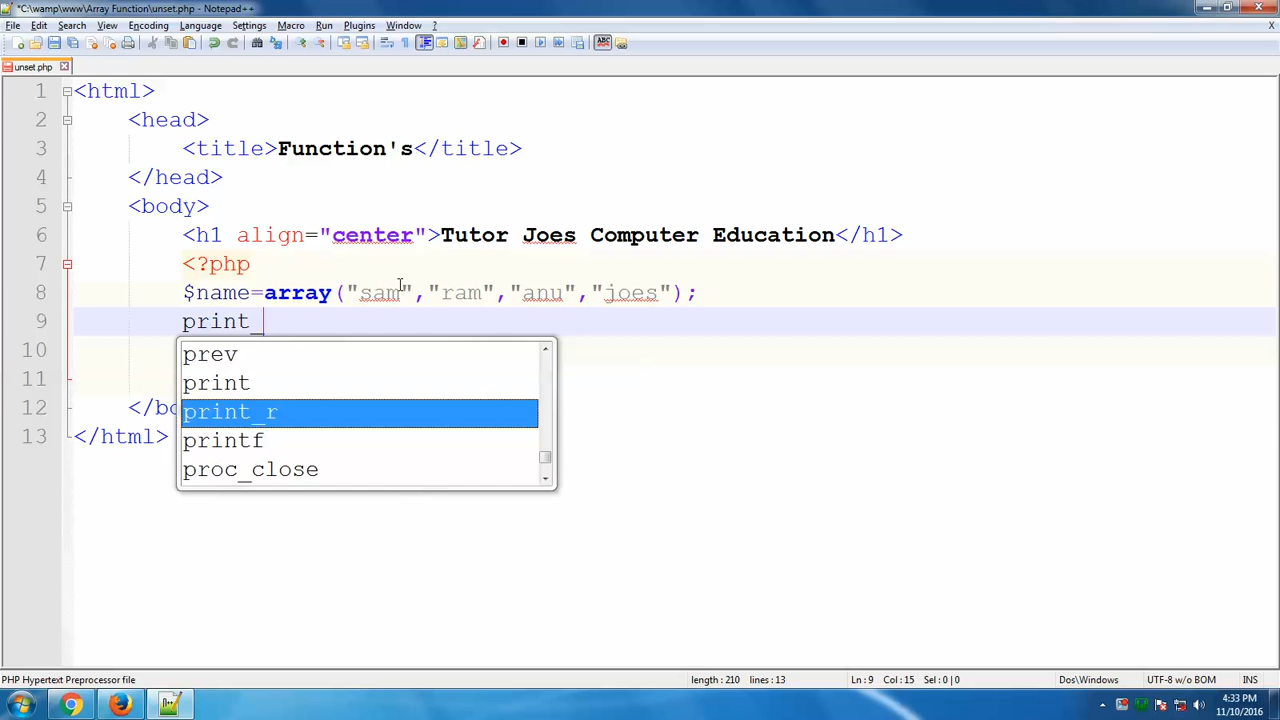 *C:\wamp\www\Array Function\unset.php - Notepad++
File Edit Search View Encoding Language Settings Macro Run Plugins Window ?
unset.php
1 <html>
2 <head>
3 <title>Function's</title>
4 </head>
5 <body>
6 <h1 align="center">Tutor Joes Computer Education</h1>
7 <?php
8 $name=array("sam","ram","anu","joes");
9 print_
10
prev
11
print
12 </bo
print_r
13 </html>
printf
proc_close
PHP Hypertext Preprocessor file length : 210 lines : 13 Ln : 9 Col : 15 Sel : 0 | 0 Dos\Windows UTF-8 w/o BOM INS
4:33 PM
11/10/2016